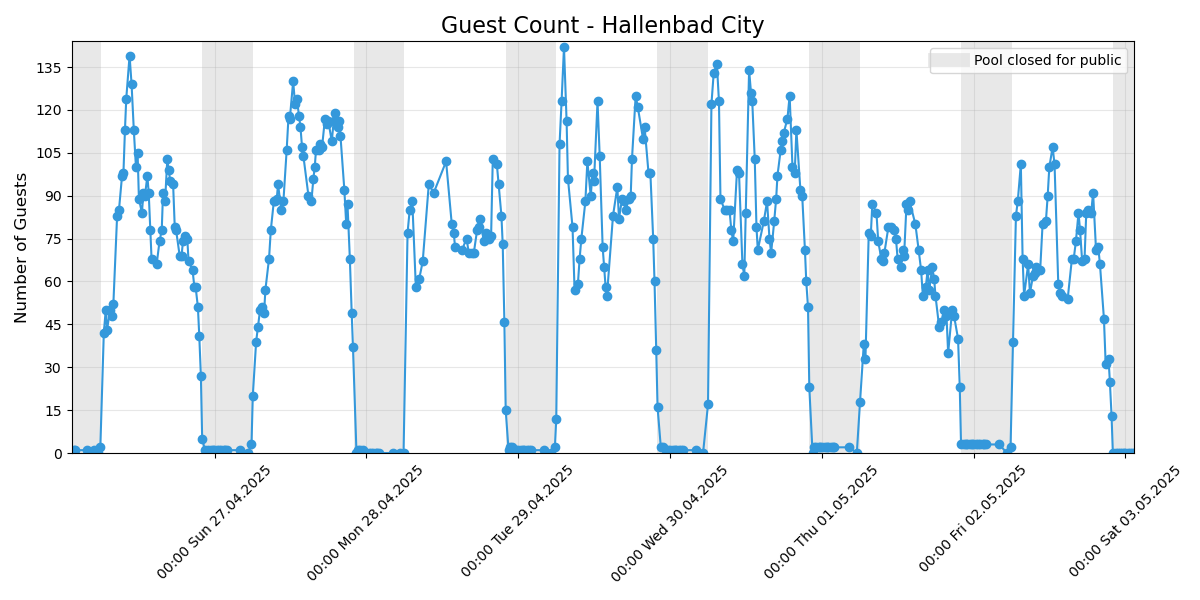 Guest Count - Hallenbad City
Pool closed for public
Number of Guests
135
120
105
90
75
60
45
30
15
0
00:00 Sun 27.04.2025
00:00 Mon 28.04.2025
00:00 Tue 29.04.2025
00:00 Wed 30.04.2025
00:00 Thu 01.05.2025
00:00 Fri 02.05.2025
00:00 Sat 03.05.2025